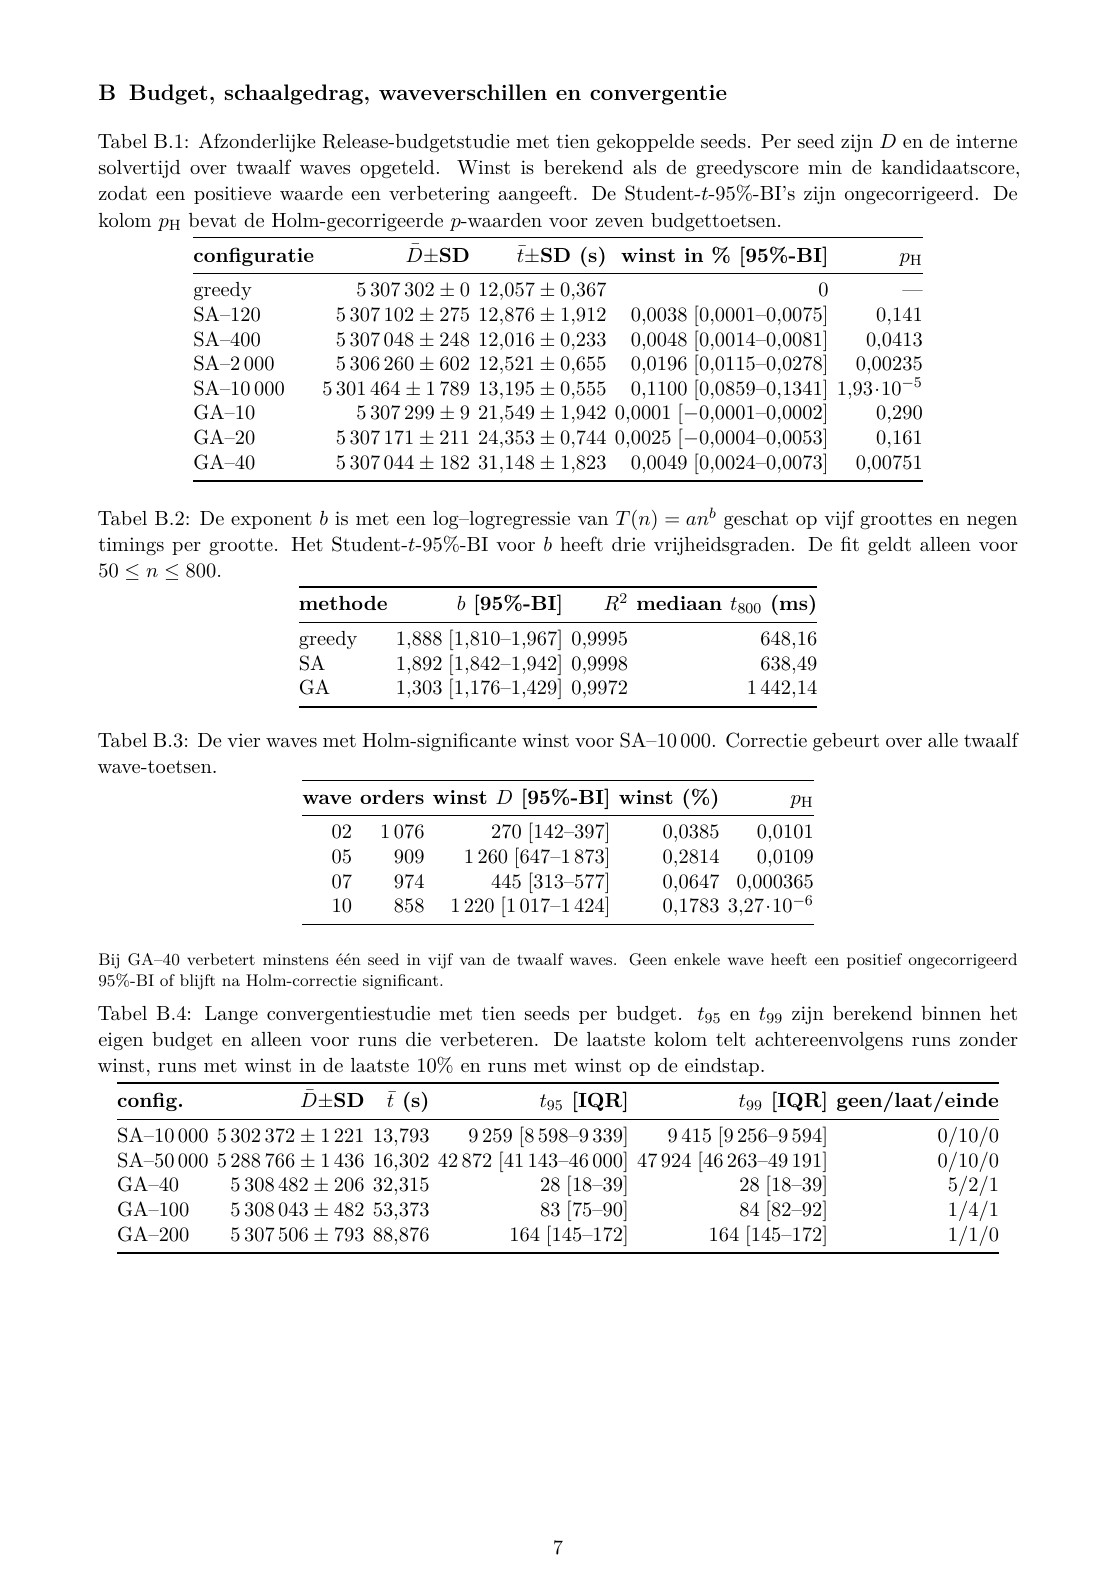 B Budget, schaalgedrag, waveverschillen en convergentie
Tabel B.1: Afzonderlijke Release-budgetstudie met tien gekoppelde seeds. Per seed zijn D en de interne
solvertijd over twaalf waves opgeteld. Winst is berekend als de greedyscore min de kandidaatscore,
zodat een positieve waarde een verbetering aangeeft. De Student-t-95%-BI's zijn ongecorrigeerd. De
kolom pH bevat de Holm-gecorrigeerde p-waarden voor zeven budgettoetsen.
configuratie D̄±SD t̄±SD (s) winst in % [95%-BI] pH
greedy 5 307 302 ± 0 12,057 ± 0,367 0 —
SA–120 5 307 102 ± 275 12,876 ± 1,912 0,0038 [0,0001–0,0075] 0,141
SA–400 5 307 048 ± 248 12,016 ± 0,233 0,0048 [0,0014–0,0081] 0,0413
SA–2 000 5 306 260 ± 602 12,521 ± 0,655 0,0196 [0,0115–0,0278] 0,00235
SA–10 000 5 301 464 ± 1 789 13,195 ± 0,555 0,1100 [0,0859–0,1341] 1,93·10−5
GA–10 5 307 299 ± 9 21,549 ± 1,942 0,0001 [−0,0001–0,0002] 0,290
GA–20 5 307 171 ± 211 24,353 ± 0,744 0,0025 [−0,0004–0,0053] 0,161
GA–40 5 307 044 ± 182 31,148 ± 1,823 0,0049 [0,0024–0,0073] 0,00751
Tabel B.2: De exponent b is met een log–logregressie van T(n) = anb geschat op vijf groottes en negen
timings per grootte. Het Student-t-95%-BI voor b heeft drie vrijheidsgraden. De fit geldt alleen voor
50 ≤ n ≤ 800.
methode b [95%-BI] R2 mediaan t800 (ms)
greedy 1,888 [1,810–1,967] 0,9995 648,16
SA 1,892 [1,842–1,942] 0,9998 638,49
GA 1,303 [1,176–1,429] 0,9972 1 442,14
Tabel B.3: De vier waves met Holm-significante winst voor SA–10 000. Correctie gebeurt over alle twaalf
wave-toetsen.
wave orders winst D [95%-BI] winst (%) pH
02 1 076 270 [142–397] 0,0385 0,0101
05 909 1 260 [647–1 873] 0,2814 0,0109
07 974 445 [313–577] 0,0647 0,000365
10 858 1 220 [1 017–1 424] 0,1783 3,27·10−6
Bij GA–40 verbetert minstens één seed in vijf van de twaalf waves. Geen enkele wave heeft een positief ongecorrigeerd
95%-BI of blijft na Holm-correctie significant.
Tabel B.4: Lange convergentiestudie met tien seeds per budget. t95 en t99 zijn berekend binnen het
eigen budget en alleen voor runs die verbeteren. De laatste kolom telt achtereenvolgens runs zonder
winst, runs met winst in de laatste 10% en runs met winst op de eindstap.
config. D̄±SD t̄ (s) t95 [IQR] t99 [IQR] geen/laat/einde
SA–10 000 5 302 372 ± 1 221 13,793 9 259 [8 598–9 339] 9 415 [9 256–9 594] 0/10/0
SA–50 000 5 288 766 ± 1 436 16,302 42 872 [41 143–46 000] 47 924 [46 263–49 191] 0/10/0
GA–40 5 308 482 ± 206 32,315 28 [18–39] 28 [18–39] 5/2/1
GA–100 5 308 043 ± 482 53,373 83 [75–90] 84 [82–92] 1/4/1
GA–200 5 307 506 ± 793 88,876 164 [145–172] 164 [145–172] 1/1/0
7